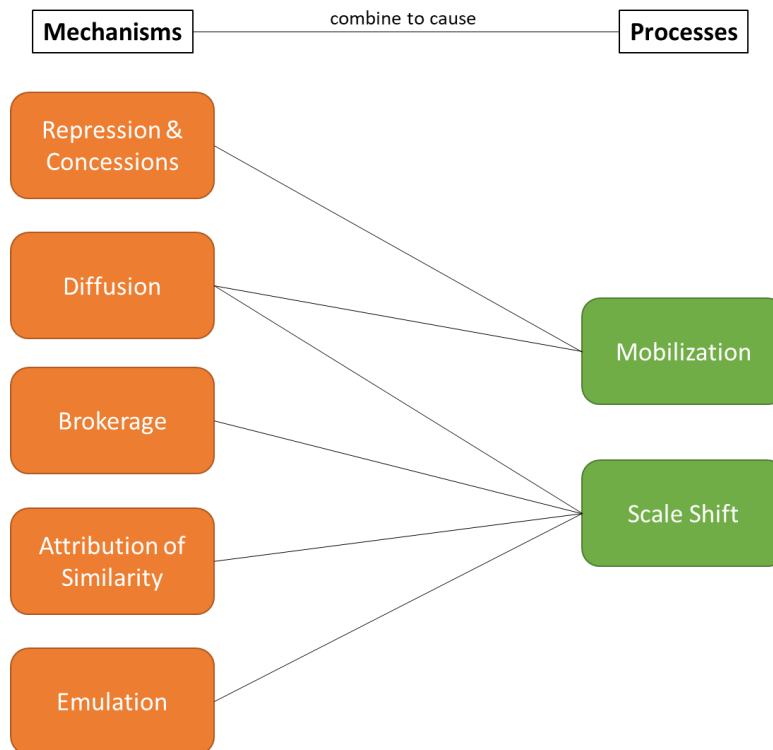 Mechanisms
combine to cause
Processes
Repression &
Concessions
Diffusion
Mobilization
Brokerage
Scale Shift
Attribution of
Similarity
Emulation